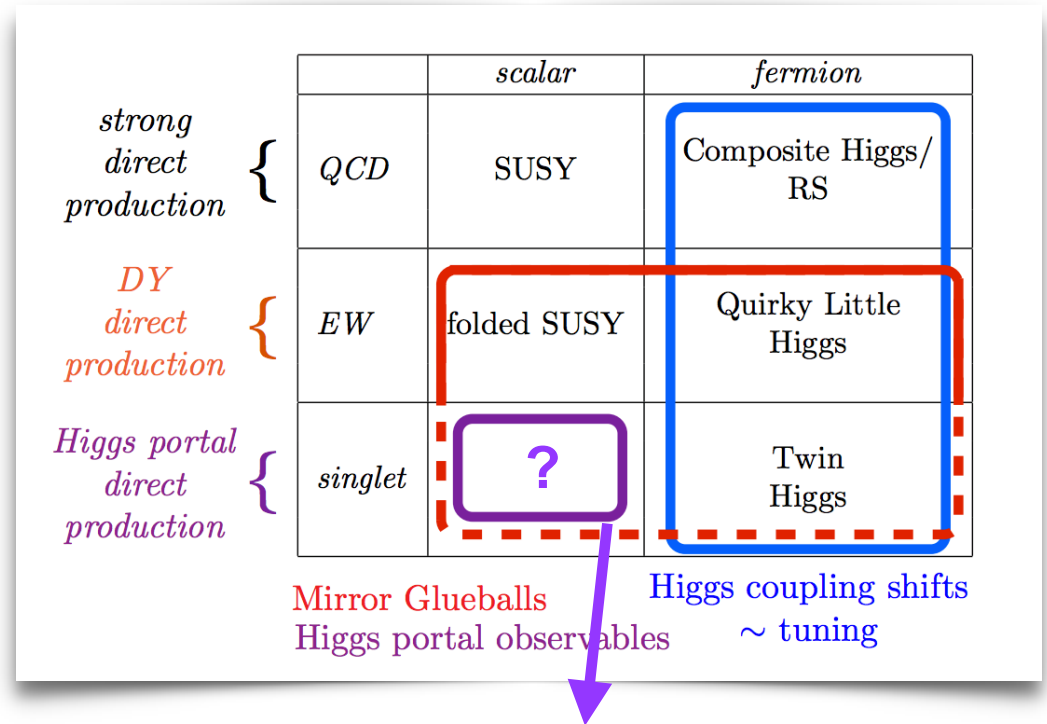 scalar
fermion
strong
direct
production
{
QCD
SUSY
Composite Higgs/
RS
DY
direct
production
{
EW
folded SUSY
Quirky Little
Higgs
Higgs portal
direct
production
{
singlet
?
Twin
Higgs
Mirror Glueballs
Higgs portal observables
Higgs coupling shifts
∼ tuning